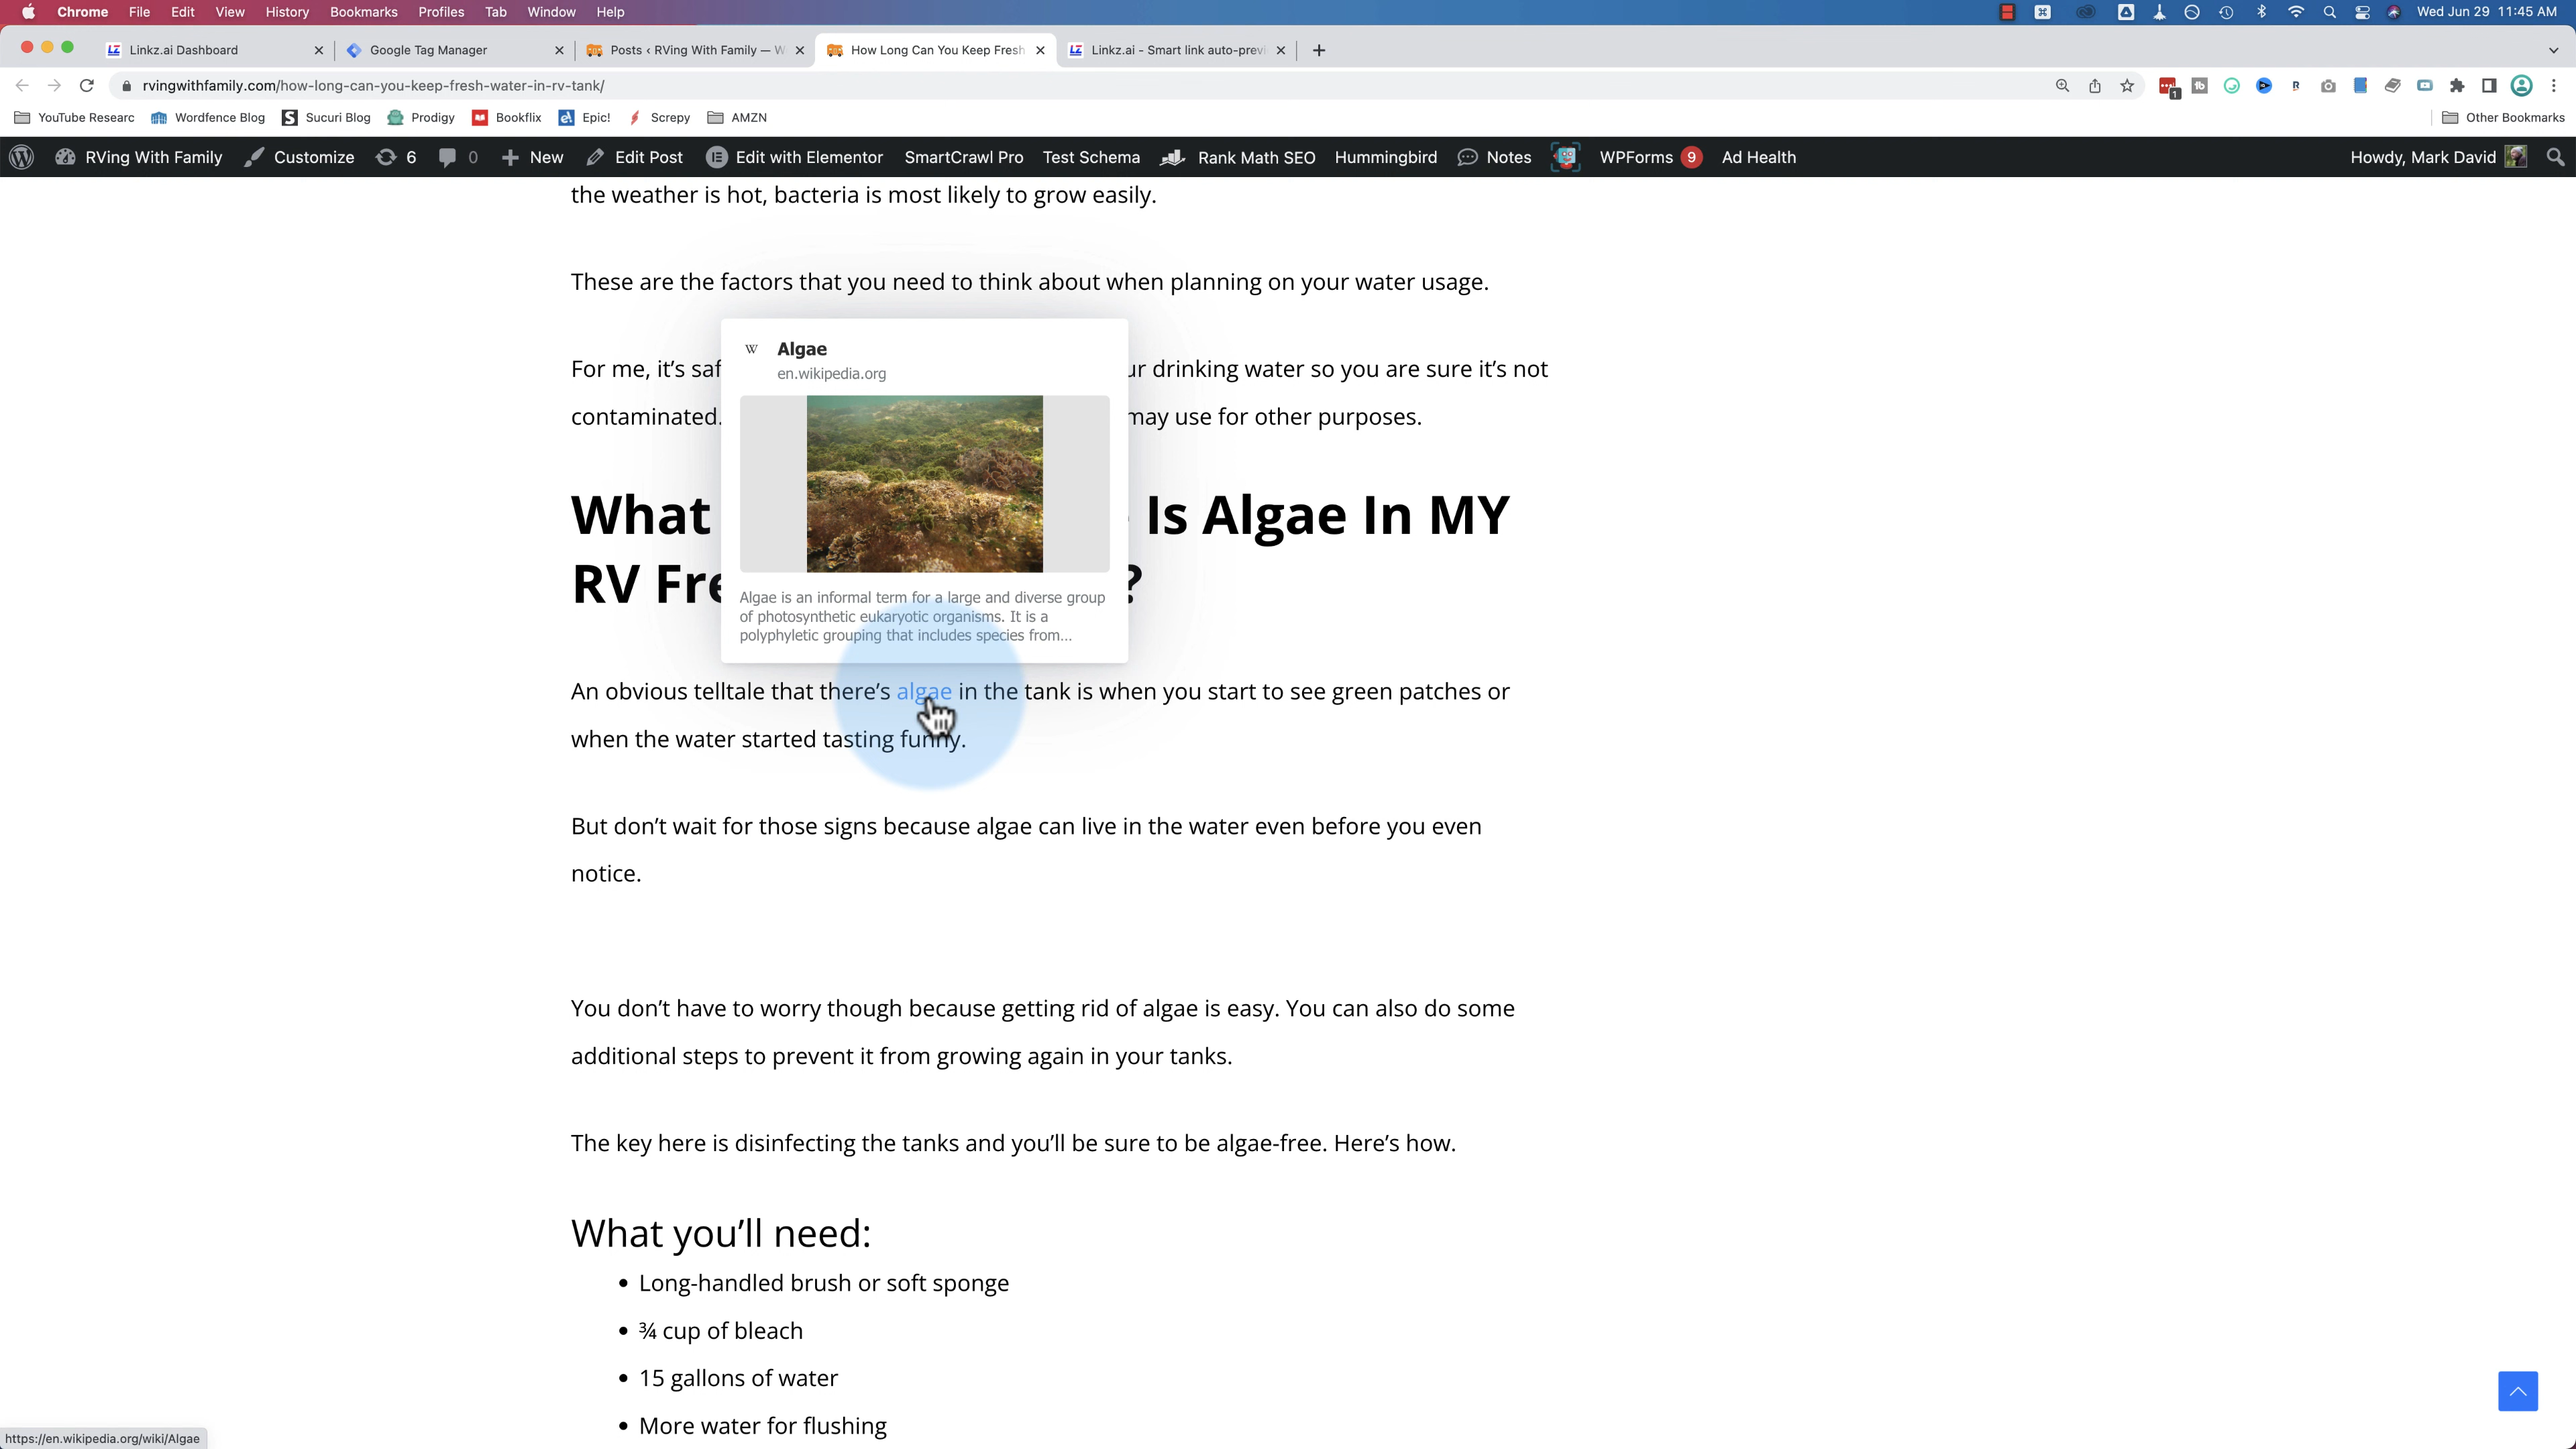 Chrome File Edit View History Bookmarks Profiles Tab Window Help Wed Jun 29 11:45 AM
Linkz.ai Dashboard Google Tag Manager Posts ‹ RVing With Family — W How Long Can You Keep Fresh Linkz.ai - Smart link auto-previ
rvingwithfamily.com/how-long-can-you-keep-fresh-water-in-rv-tank/ 1
YouTube Researc Wordfence Blog Sucuri Blog Prodigy Bookflix Epic! Screpy AMZN Other Bookmarks
RVing With Family Customize 6 0 New Edit Post Edit with Elementor SmartCrawl Pro Test Schema Rank Math SEO Hummingbird Notes WPForms 9 Ad Health Howdy, Mark David
the weather is hot, bacteria is most likely to grow easily.
These are the factors that you need to think about when planning on your water usage.
W Algae
en.wikipedia.org
For me, it's saf ur drinking water so you are sure it's not
contaminated. may use for other purposes.
What Is Algae In MY
RV Fre ?
Algae is an informal term for a large and diverse group
of photosynthetic eukaryotic organisms. It is a
polyphyletic grouping that includes species from...
An obvious telltale that there's algae in the tank is when you start to see green patches or
when the water started tasting funny.
But don't wait for those signs because algae can live in the water even before you even
notice.
You don't have to worry though because getting rid of algae is easy. You can also do some
additional steps to prevent it from growing again in your tanks.
The key here is disinfecting the tanks and you'll be sure to be algae-free. Here's how.
What you'll need:
• Long-handled brush or soft sponge
• ¾ cup of bleach
• 15 gallons of water
• More water for flushing
https://en.wikipedia.org/wiki/Algae